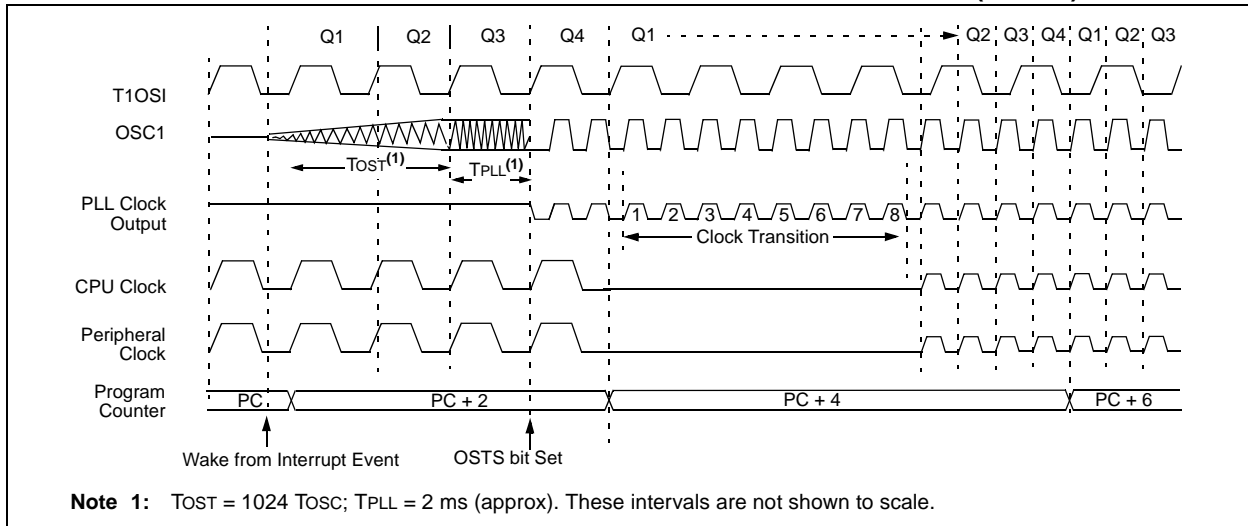 Q1 Q2 Q3 Q4 Q1 Q2 Q3 Q4 Q1 Q2 Q3
T1OSI
OSC1
TOST(1) TPLL(1)
PLL Clock
Output
1 2 3 4 5 6 7 8
Clock Transition
CPU Clock
Peripheral
Clock
Program
Counter
PC PC + 2 PC + 4 PC + 6
Wake from Interrupt Event OSTS bit Set
Note 1: TOST = 1024 TOSC; TPLL = 2 ms (approx). These intervals are not shown to scale.